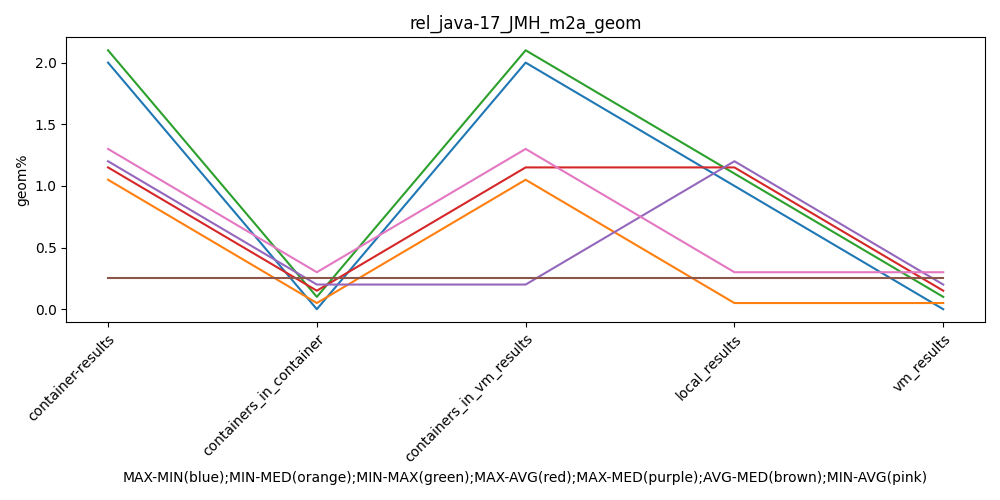 rel_java-17_JMH_m2a_geom
geom%
2.0
1.5
1.0
0.5
0.0
container-results
containers_in_container
containers_in_vm_results
local_results
vm_results
MAX-MIN(blue);MIN-MED(orange);MIN-MAX(green);MAX-AVG(red);MAX-MED(purple);AVG-MED(brown);MIN-AVG(pink)